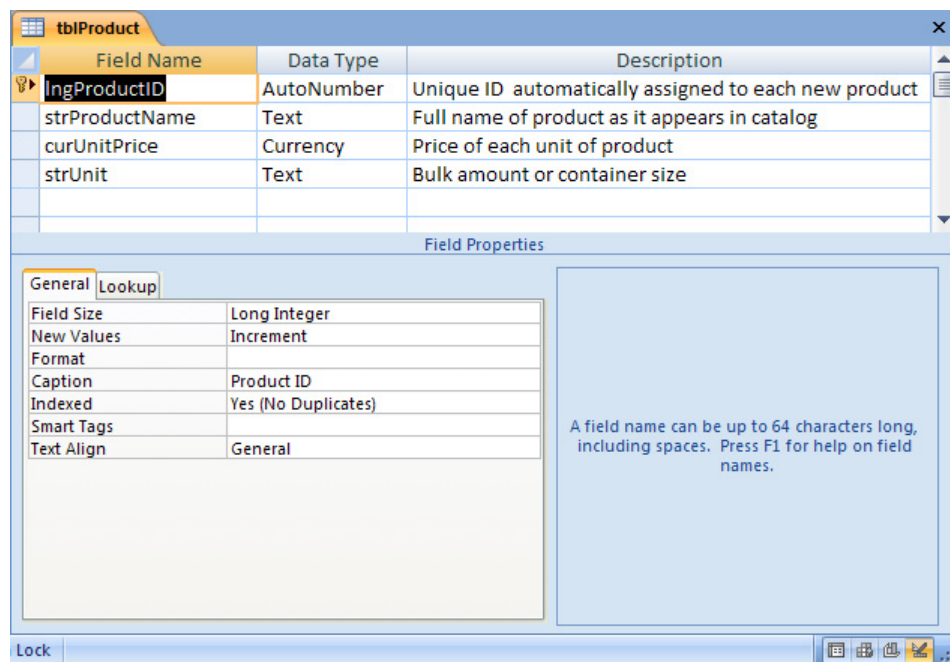 tblProduct
Field Name Data Type Description
lngProductID AutoNumber Unique ID automatically assigned to each new product
strProductName Text Full name of product as it appears in catalog
curUnitPrice Currency Price of each unit of product
strUnit Text Bulk amount or container size
Field Properties
General Lookup
Field Size Long Integer
New Values Increment
Format
Caption Product ID
Indexed Yes (No Duplicates)
Smart Tags
Text Align General
A field name can be up to 64 characters long,
including spaces. Press F1 for help on field
names.
Lock